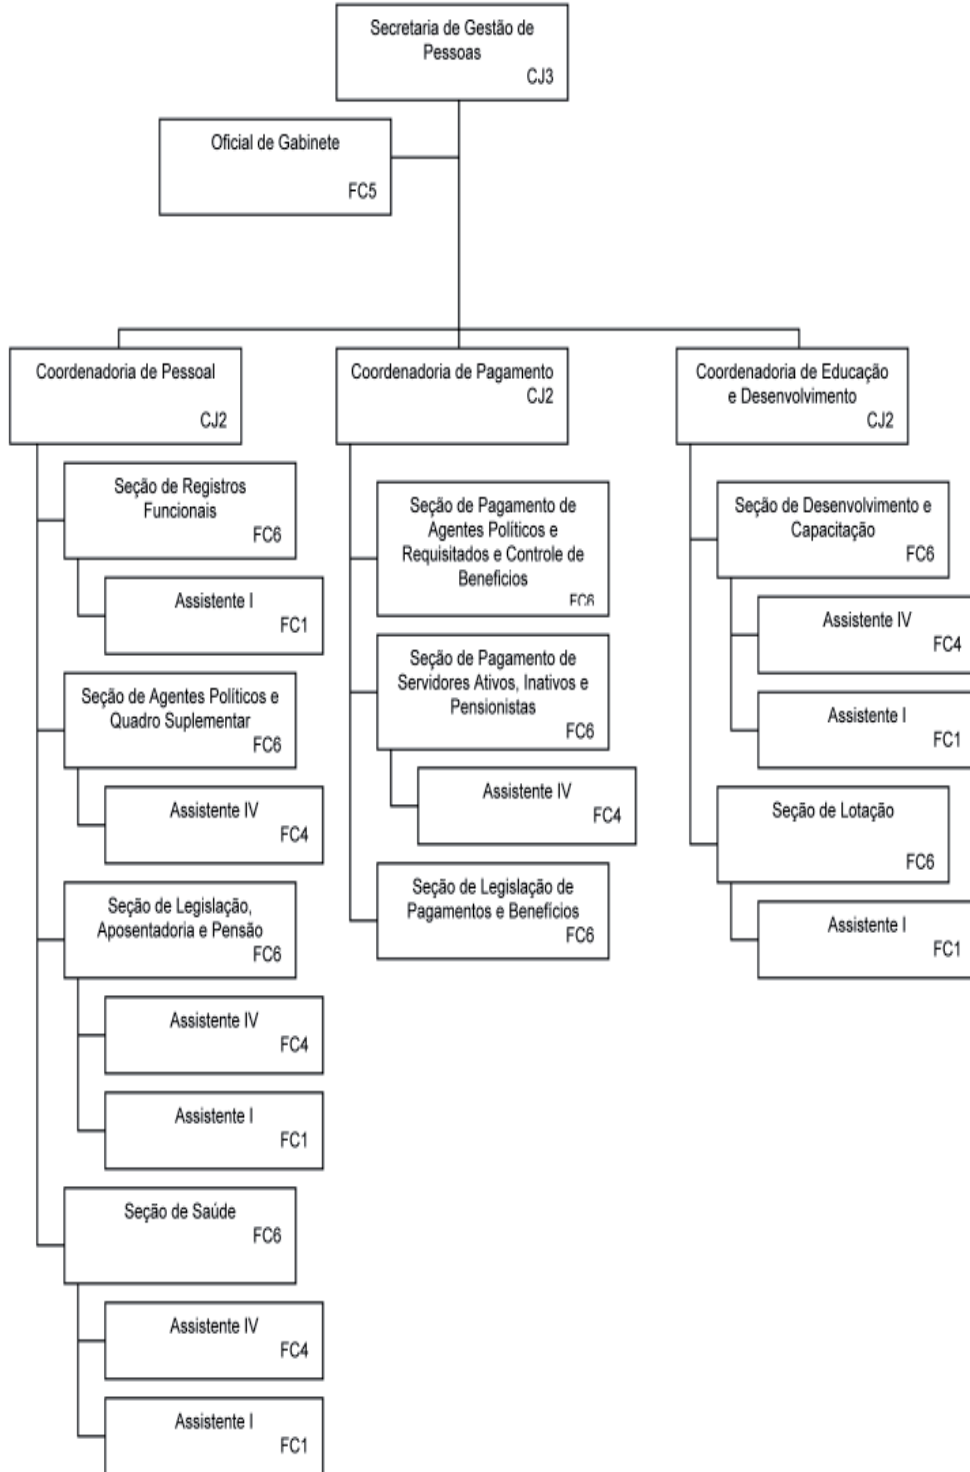 Secretaria de Gestão de
Pessoas
CJ3
Oficial de Gabinete
FC5
Coordenadoria de Pessoal
CJ2
Seção de Registros
Funcionais
FC6
Assistente I
FC1
Seção de Agentes Políticos e
Quadro Suplementar
FC6
Assistente IV
FC4
Seção de Legislação,
Aposentadoria e Pensão
FC6
Assistente IV
FC4
Assistente I
FC1
Seção de Saúde
FC6
Assistente IV
FC4
Assistente I
FC1
Coordenadoria de Pagamento
CJ2
Seção de Pagamento de
Agentes Políticos e
Requisitados e Controle de
Benefícios
FC6
Seção de Pagamento de
Servidores Ativos, Inativos e
Pensionistas
FC6
Assistente IV
FC4
Seção de Legislação de
Pagamentos e Benefícios
FC6
Coordenadoria de Educação
e Desenvolvimento
CJ2
Seção de Desenvolvimento e
Capacitação
FC6
Assistente IV
FC4
Assistente I
FC1
Seção de Lotação
FC6
Assistente I
FC1